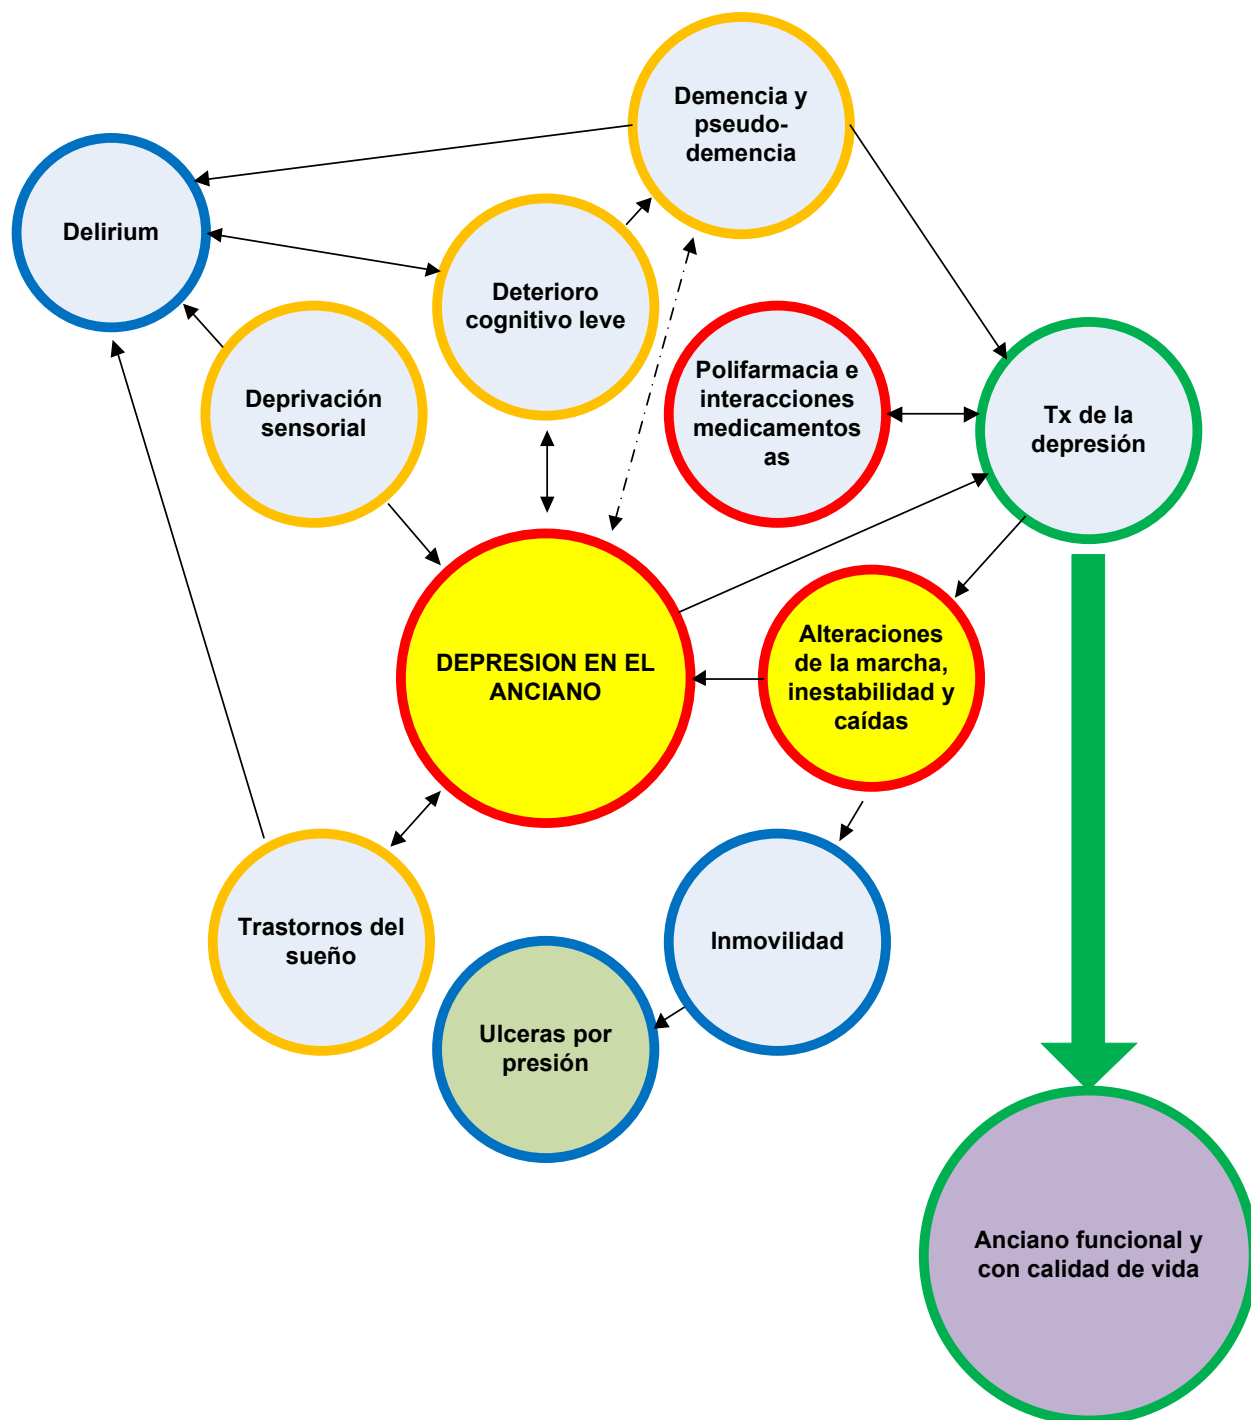 Demencia y
pseudo-
demencia
Delirium
Deterioro
cognitivo leve
Deprivación
sensorial
Polifarmacia e
interacciones
medicamentos
as
Tx de la
depresión
DEPRESION EN EL
ANCIANO
Alteraciones
de la marcha,
inestabilidad y
caídas
Trastornos del
sueño
Inmovilidad
Ulceras por
presión
Anciano funcional y
con calidad de vida